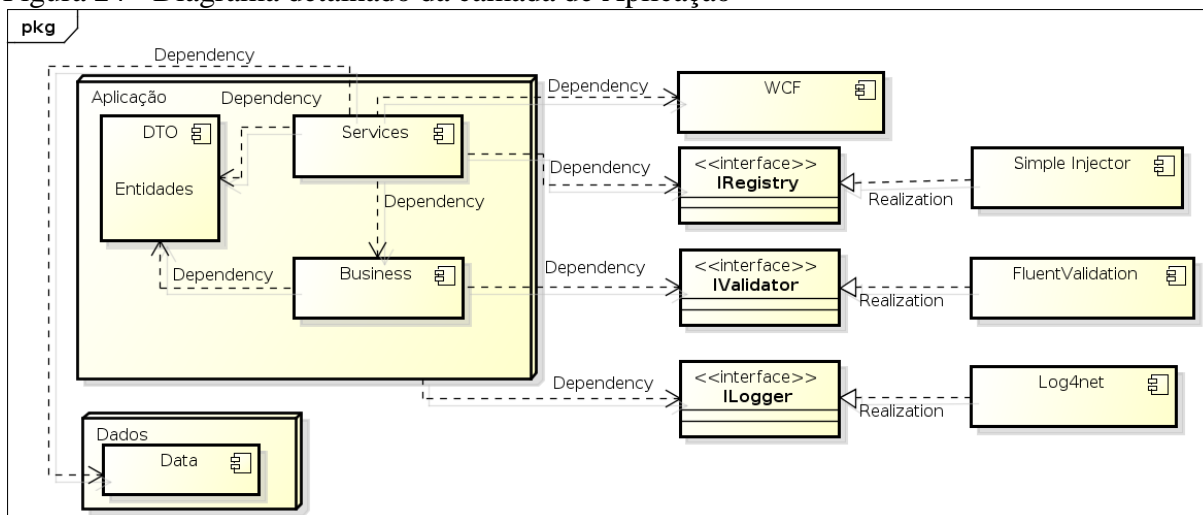 Figura 24 - Diagrama detalhado da camada de Aplicação
pkg
Dependency
Aplicação
Dependency
Dependency
WCF
DTO
Services
Entidades
<<interface>>
IRegistry
Dependency
Simple Injector
Realization
Dependency
Dependency
Business
<<interface>>
IValidator
Dependency
FluentValidation
Realization
Dependency
<<interface>>
ILogger
Log4net
Realization
Dados
Data